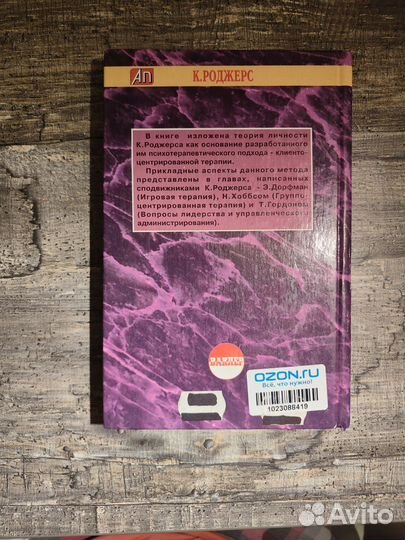 АП
К.РОДЖЕРС
В книге изложена теория личности
К.Роджерса как основание разработанного
им психотерапевтического подхода - клиенто-
центрированной терапии.
Прикладные аспекты данного метода
представлены в главах, написанных
сподвижниками К.Роджерса - Э.Дорфман
(Игровая терапия), Н.Хоббсом (Группо-
центрированная терапия) и Т.Гордоном
(Вопросы лидерства и управленческого
администрирования).
OZON.ru
Всё, что нужно!
1023088419
Avito